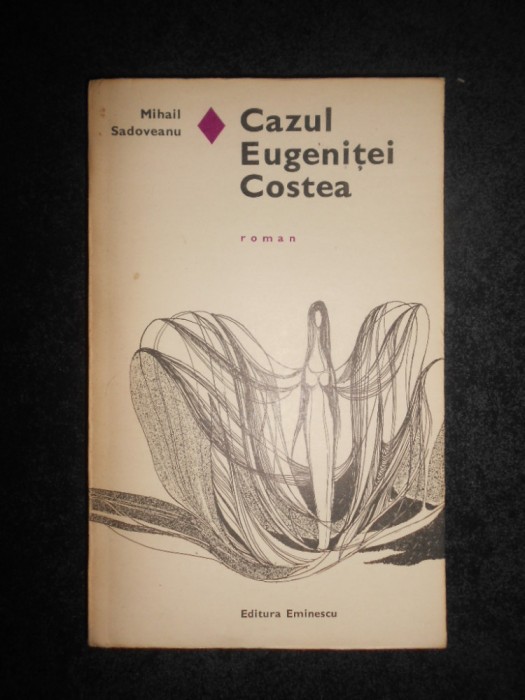 Mihail
Sadoveanu
Cazul
Eugeniței
Costea
roman
Editura Eminescu